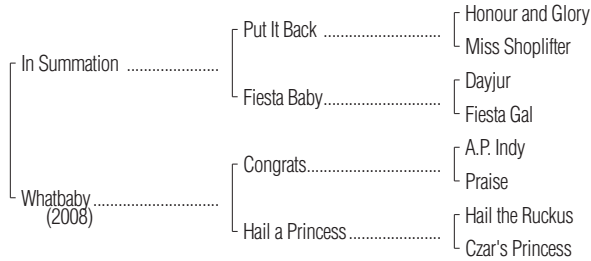 Honour and Glory
Put It Back ............................
Miss Shoplifter
In Summation ......................
Dayjur
Fiesta Baby............................
Fiesta Gal
A.P. Indy
Congrats................................
Praise
Whatbaby..............................
(2008)
Hail the Ruckus
Hail a Princess......................
Czar's Princess